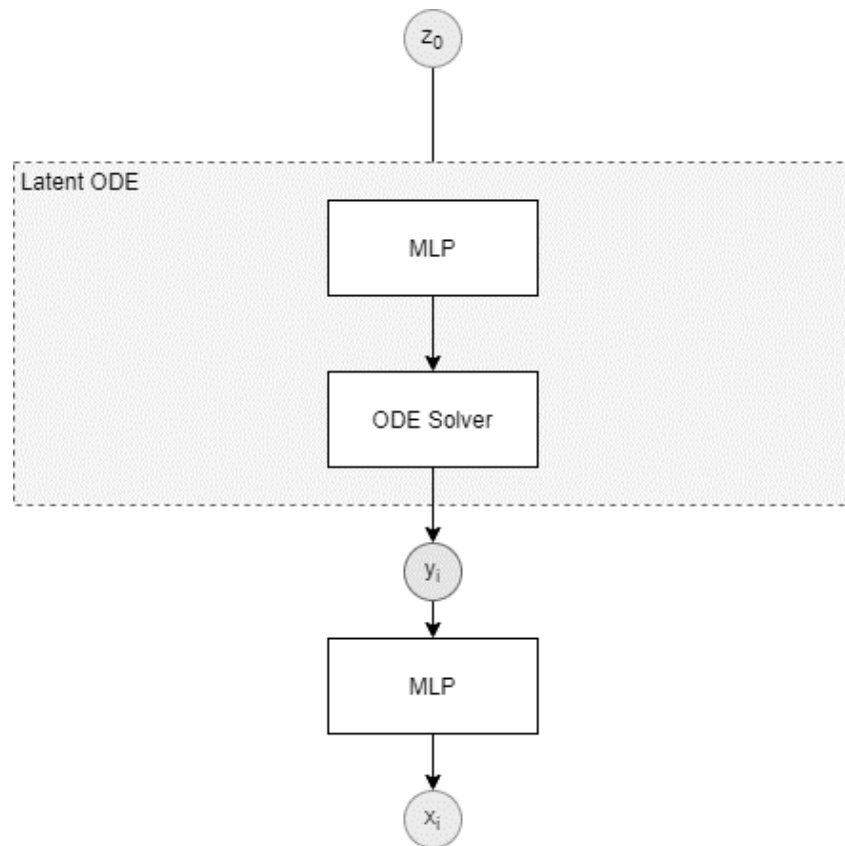 z₀
Latent ODE
MLP
ODE Solver
yᵢ
MLP
xᵢ